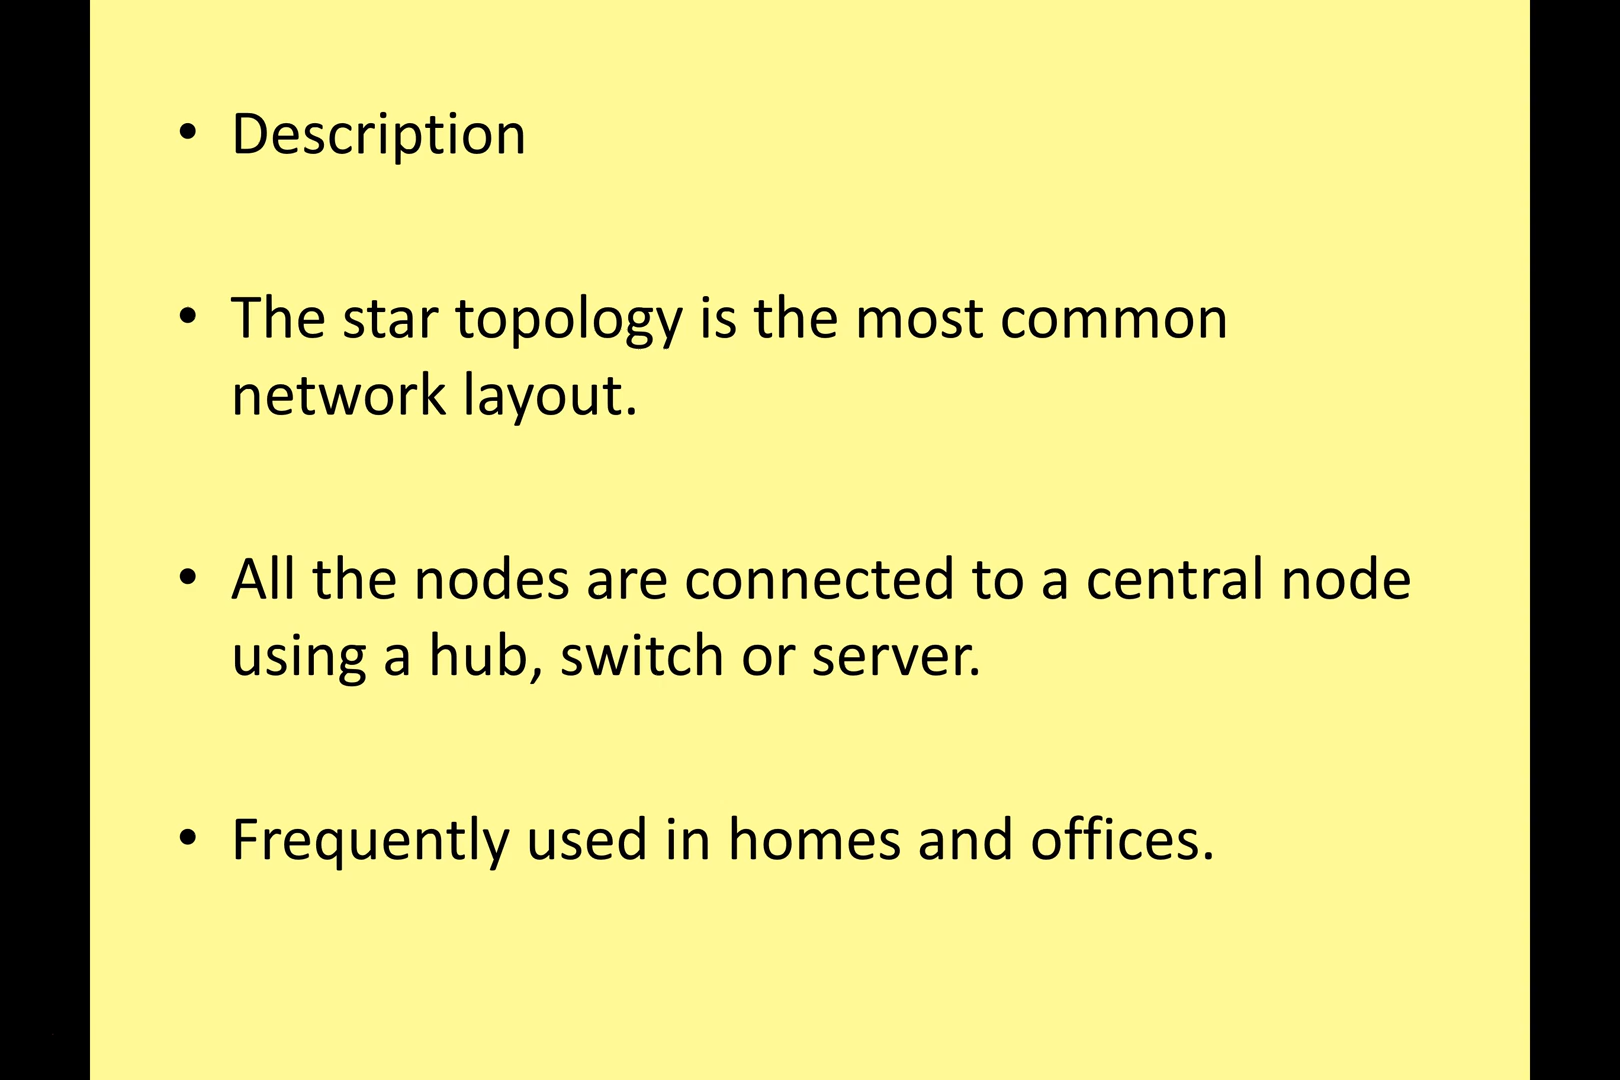 • Description
• The star topology is the most common
network layout.
• All the nodes are connected to a central node
using a hub, switch or server.
• Frequently used in homes and offices.